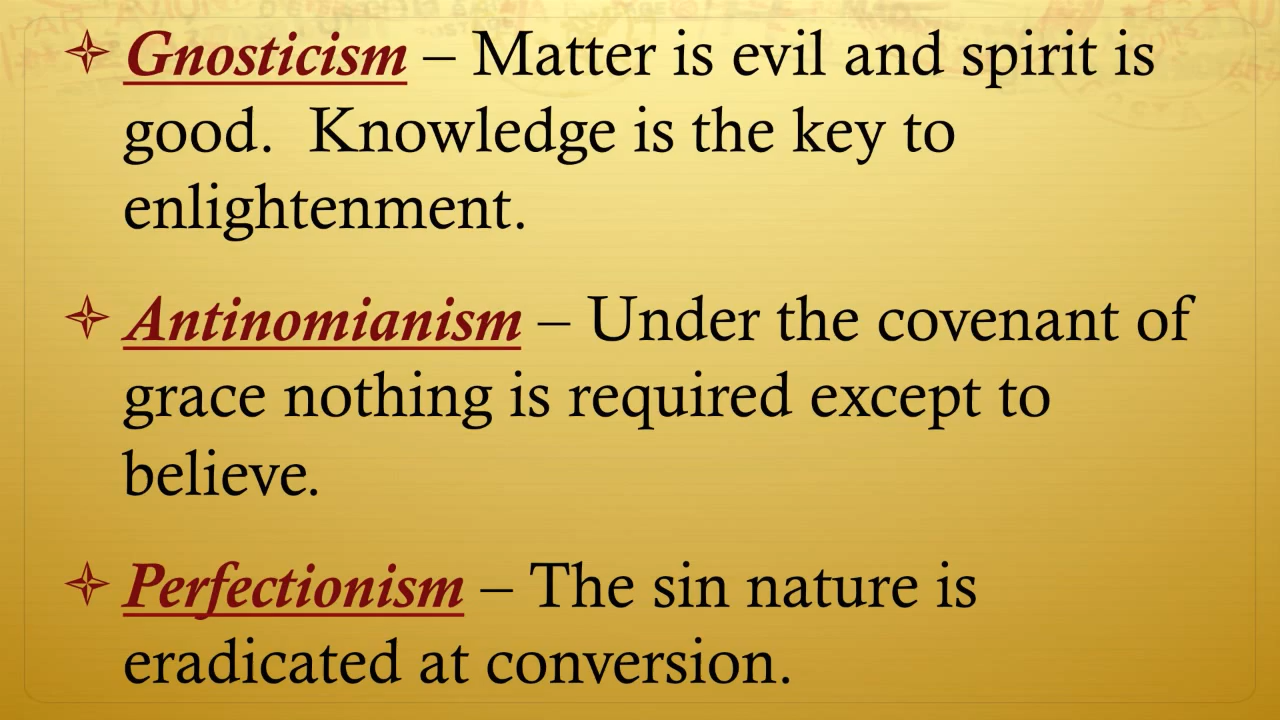 ✧ Gnosticism – Matter is evil and spirit is
good.  Knowledge is the key to
enlightenment.
✧ Antinomianism – Under the covenant of
grace nothing is required except to
believe.
✧ Perfectionism – The sin nature is
eradicated at conversion.